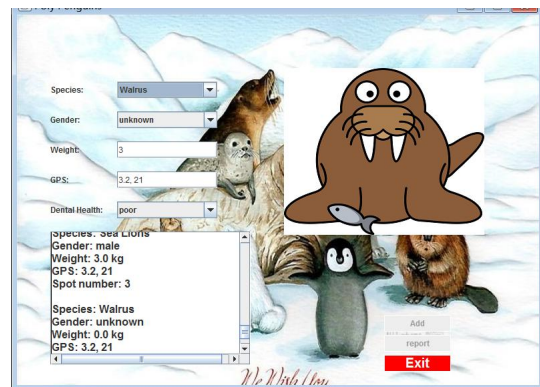 Species: Walrus
Gender: unknown
Weight: 3
GPS: 3.2, 21
Dental Health: poor
Species: Sea Lions
Gender: male
Weight: 3.0 kg
GPS: 3.2, 21
Spot number: 3
Species: Walrus
Gender: unknown
Weight: 0.0 kg
GPS: 3.2, 21
Add
report
Exit
We Wish You